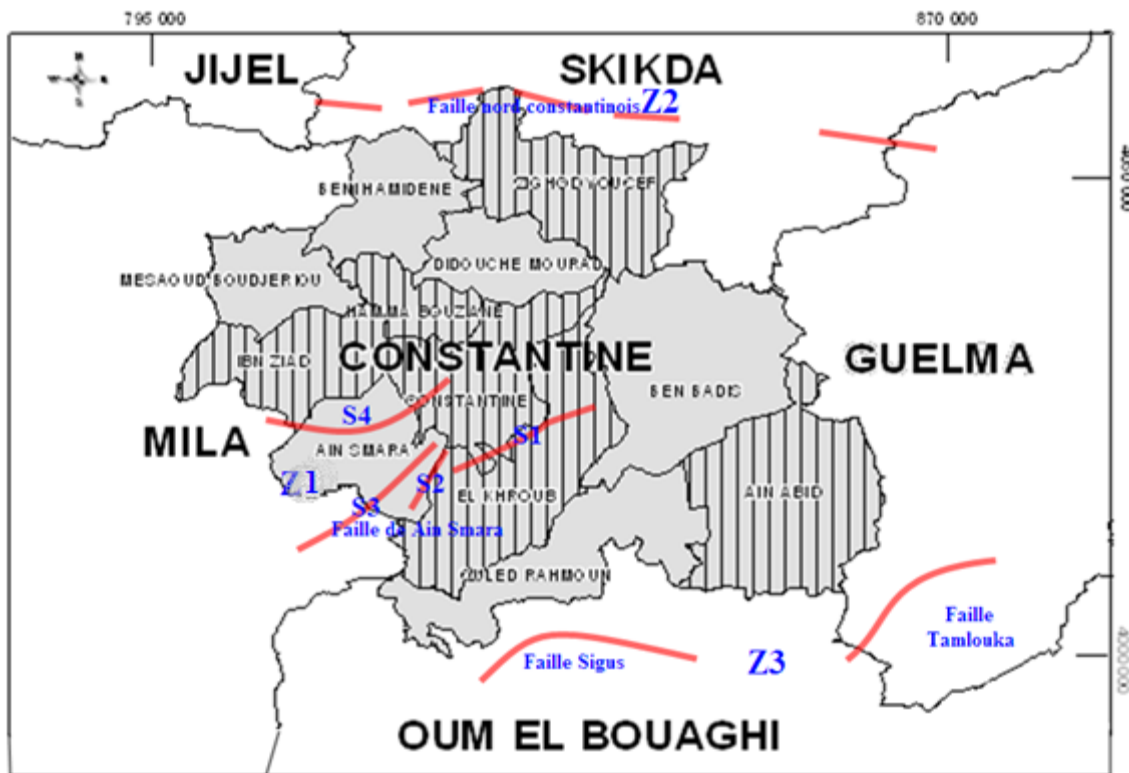 795 000
870 000
JIJEL
SKIKDA
Faille nord constantinois
Z2
BENI HAMIDENE
ZIGHOD YOUCEF
DIDOUCHE MOURAD
MESAOUD BOUDJERIOU
HAMMA BOUZIANE
IBN ZIAD
CONSTANTINE
GUELMA
BEN BADIS
CONSTANTINE
S4
S1
MILA
AIN SMARA
Z1
S2
EL KHROUB
AIN ABID
S3
Faille de Ain Smara
OULED RAHMOUN
Faille
Tamlouka
Faille Sigus
Z3
OUM EL BOUAGHI